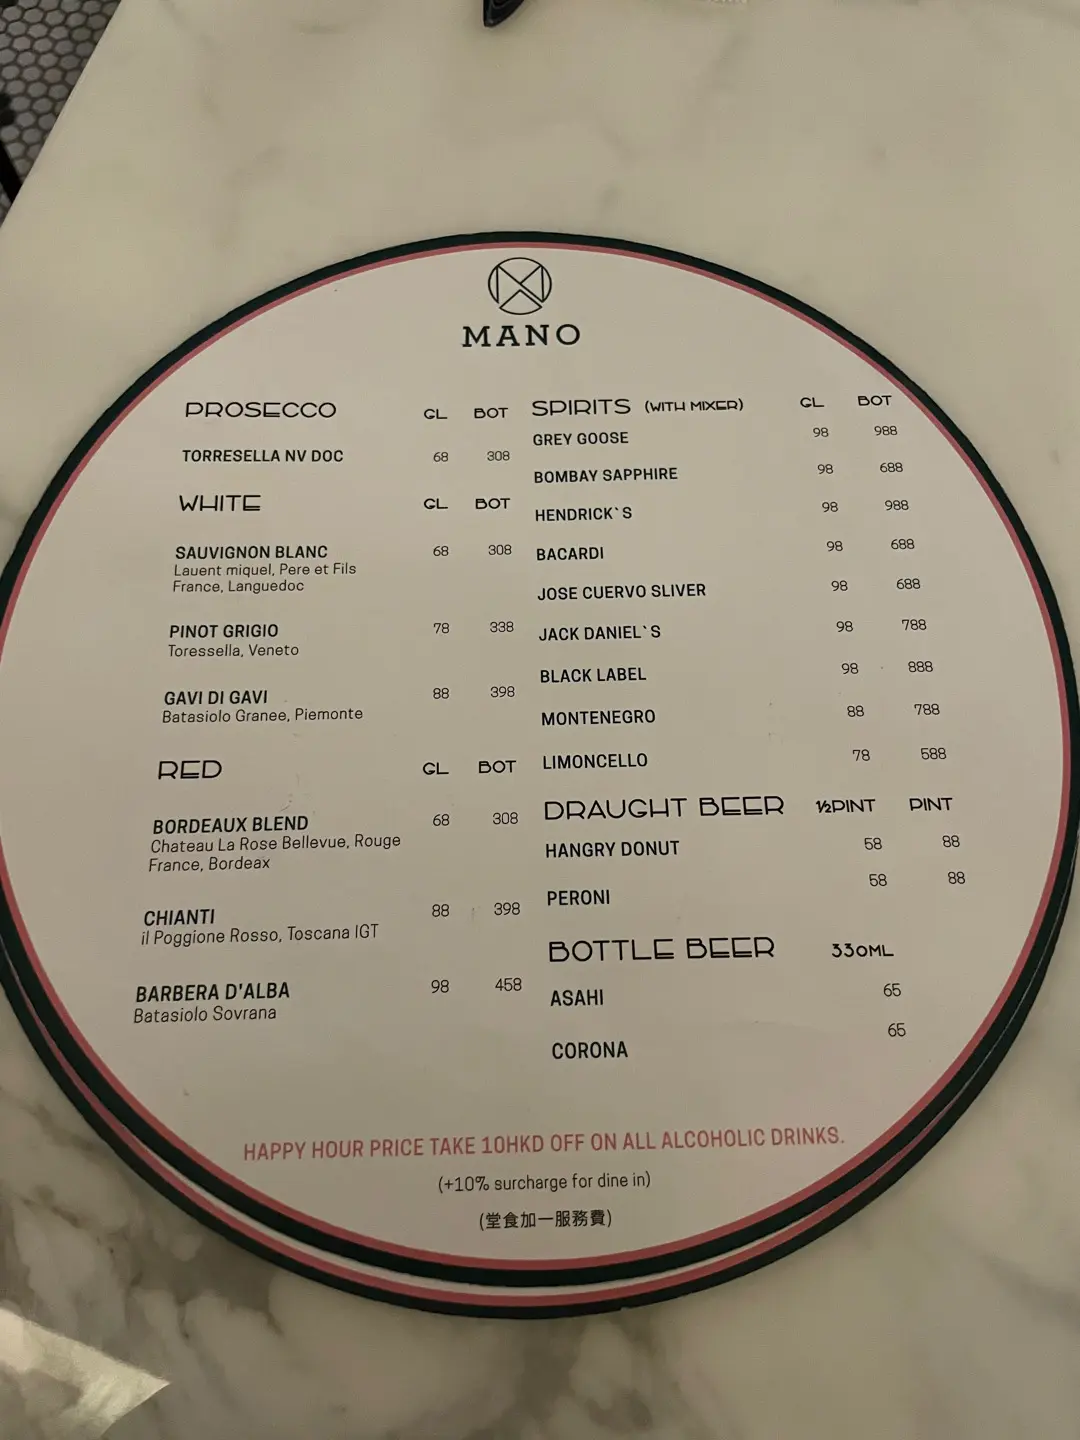 MANO
PROSECCO GL BOT
TORRESELLA NV DOC 68 308
WHITE GL BOT
SAUVIGNON BLANC 68 308
Lauent miquel, Pere et Fils
France, Languedoc
PINOT GRIGIO 78 338
Toressella, Veneto
GAVI DI GAVI 88 398
Batasiolo Granee, Piemonte
RED GL BOT
BORDEAUX BLEND 68 308
Chateau La Rose Bellevue, Rouge
France, Bordeax
CHIANTI 88 398
il Poggione Rosso, Toscana IGT
BARBERA D'ALBA 98 458
Batasiolo Sovrana
SPIRITS (WITH MIXER) GL BOT
GREY GOOSE 98 988
BOMBAY SAPPHIRE 98 688
HENDRICK`S 98 988
BACARDI 98 688
JOSE CUERVO SLIVER 98 688
JACK DANIEL`S 98 788
BLACK LABEL 98 888
MONTENEGRO 88 788
LIMONCELLO 78 588
DRAUGHT BEER ½PINT PINT
HANGRY DONUT 58 88
PERONI 58 88
BOTTLE BEER 330ML
ASAHI 65
CORONA 65
HAPPY HOUR PRICE TAKE 10HKD OFF ON ALL ALCOHOLIC DRINKS.
(+10% surcharge for dine in)
(堂食加一服務費)